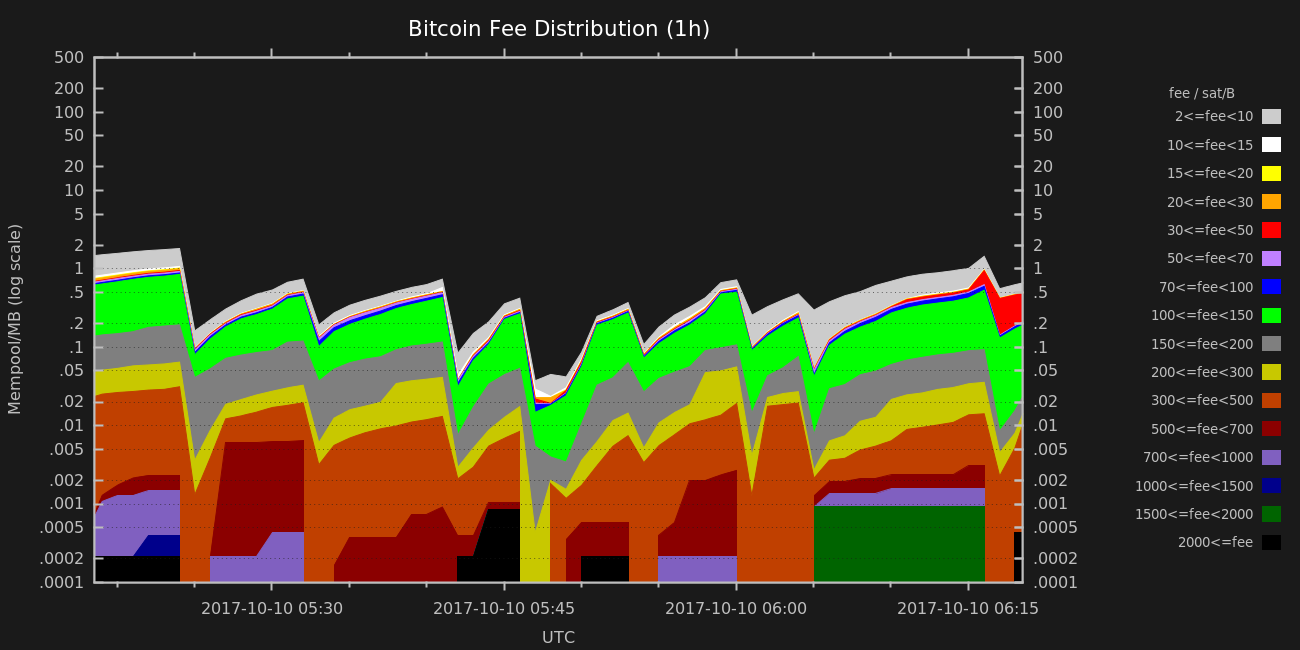 Bitcoin Fee Distribution (1h)
500 500
200 200
100 100
50 50
20 20
10 10
5 5
2 2
1 1
.5 .5
.2 .2
.1 .1
.05 .05
.02 .02
.01 .01
.005 .005
.002 .002
.001 .001
.0005 .0005
.0002 .0002
.0001 .0001
Mempool/MB (log scale)
2017-10-10 05:30 2017-10-10 05:45 2017-10-10 06:00 2017-10-10 06:15
UTC
fee / sat/B
2<=fee<10
10<=fee<15
15<=fee<20
20<=fee<30
30<=fee<50
50<=fee<70
70<=fee<100
100<=fee<150
150<=fee<200
200<=fee<300
300<=fee<500
500<=fee<700
700<=fee<1000
1000<=fee<1500
1500<=fee<2000
2000<=fee